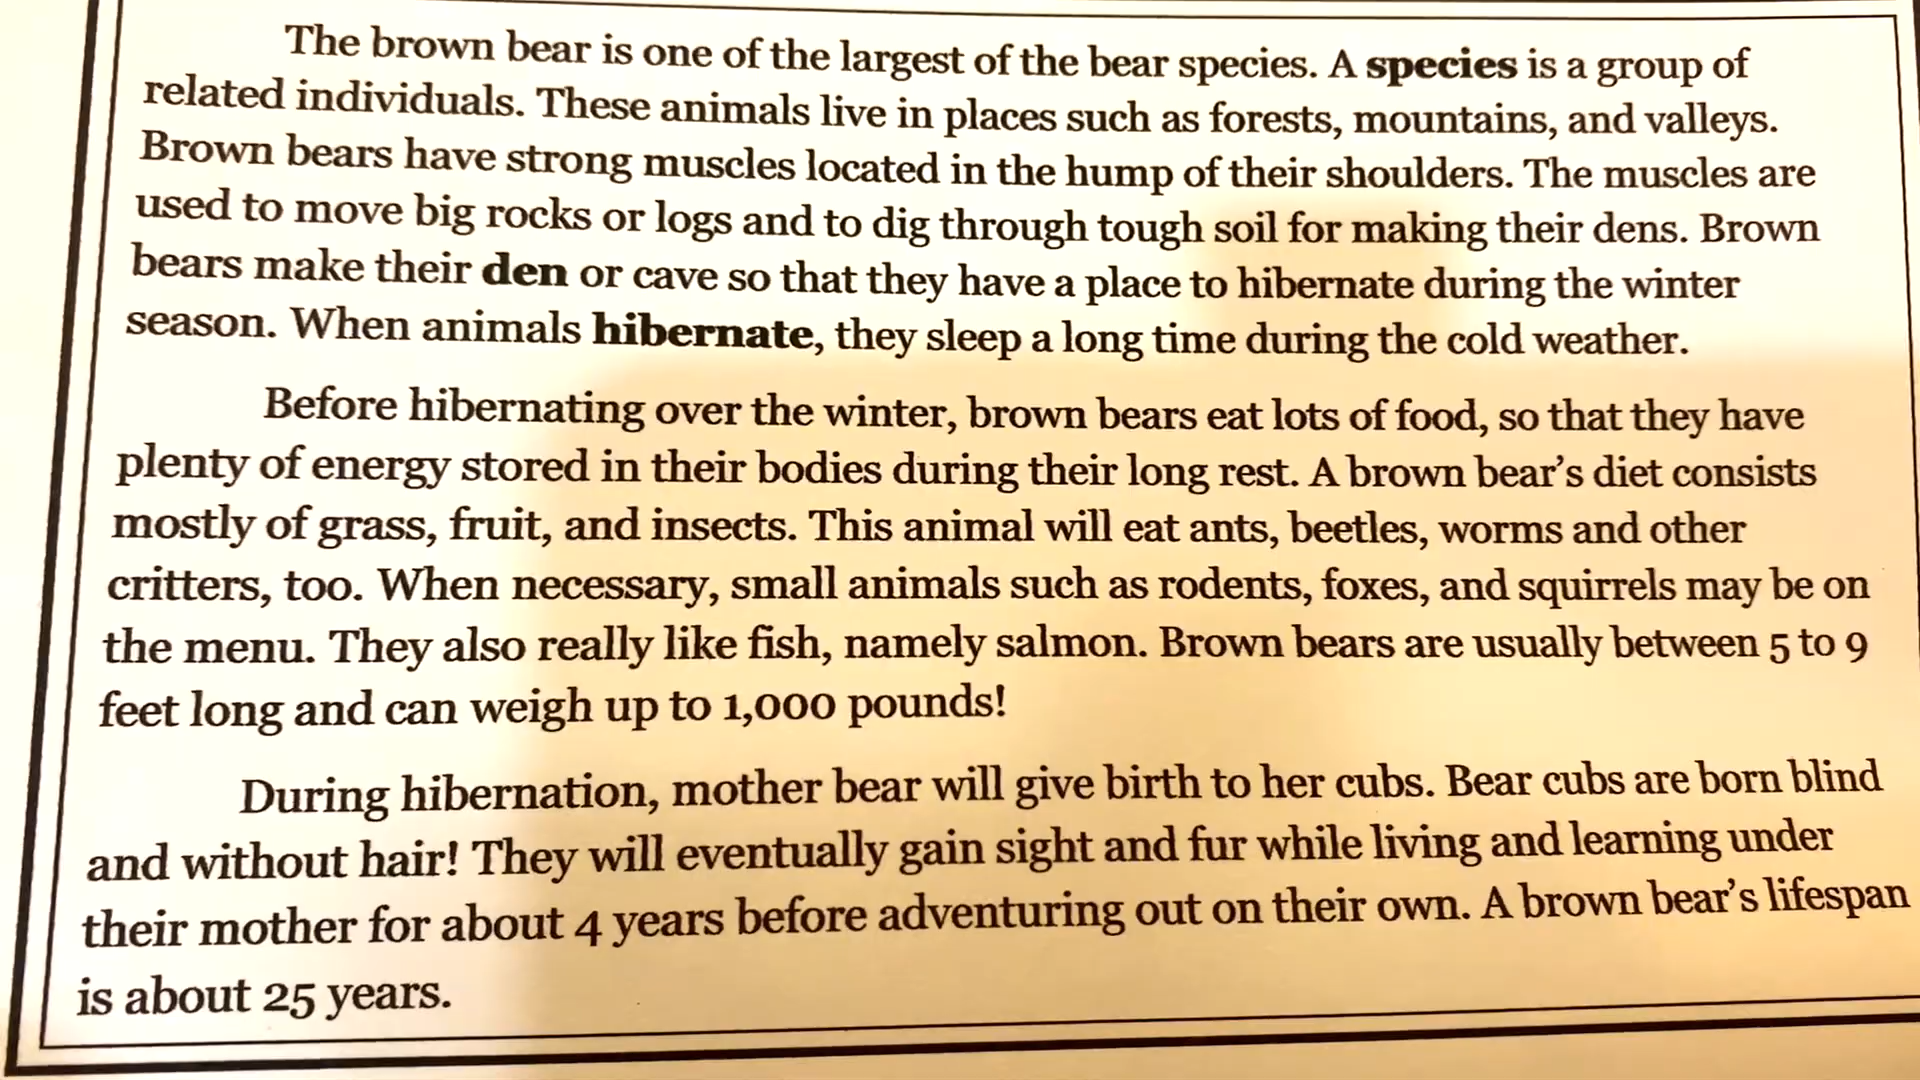 The brown bear is one of the largest of the bear species. A species is a group of
related individuals. These animals live in places such as forests, mountains, and valleys.
Brown bears have strong muscles located in the hump of their shoulders. The muscles are
used to move big rocks or logs and to dig through tough soil for making their dens. Brown
bears make their den or cave so that they have a place to hibernate during the winter
season. When animals hibernate, they sleep a long time during the cold weather.
Before hibernating over the winter, brown bears eat lots of food, so that they have
plenty of energy stored in their bodies during their long rest. A brown bear's diet consists
mostly of grass, fruit, and insects. This animal will eat ants, beetles, worms and other
critters, too. When necessary, small animals such as rodents, foxes, and squirrels may be on
the menu. They also really like fish, namely salmon. Brown bears are usually between 5 to 9
feet long and can weigh up to 1,000 pounds!
During hibernation, mother bear will give birth to her cubs. Bear cubs are born blind
and without hair! They will eventually gain sight and fur while living and learning under
their mother for about 4 years before adventuring out on their own. A brown bear's lifespan
is about 25 years.